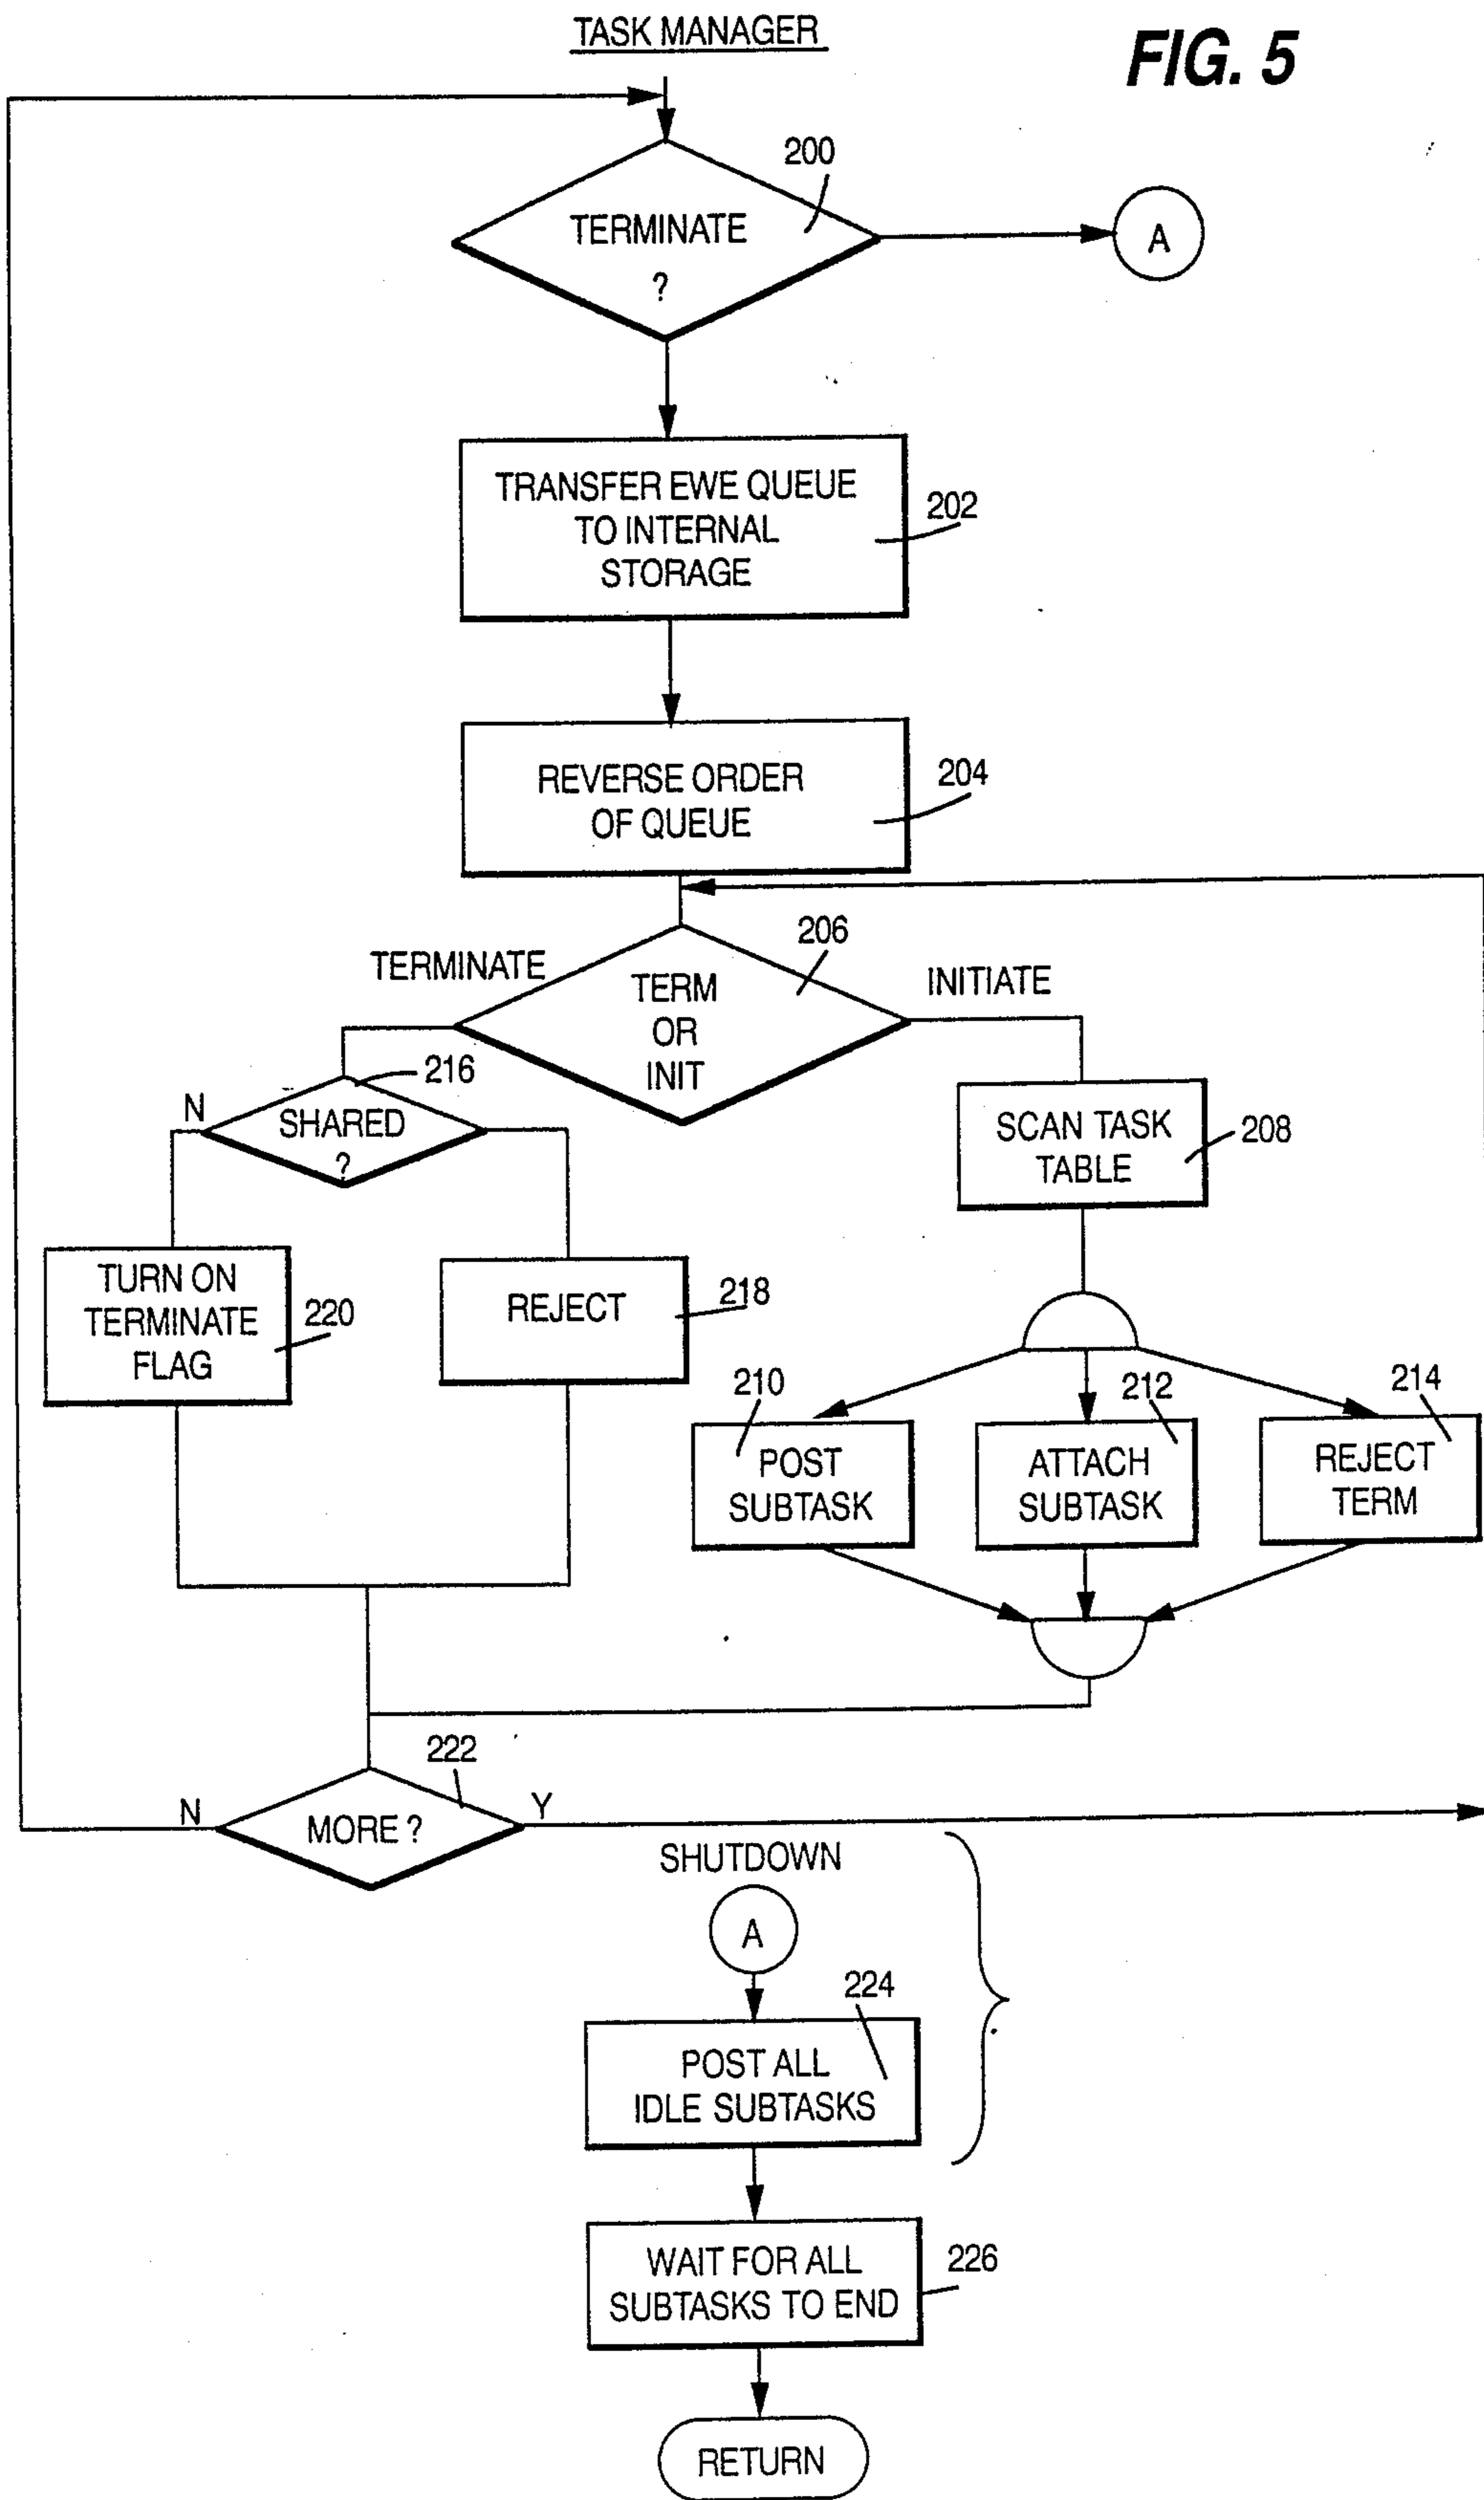 TASK MANAGER
FIG. 5
200
TERMINATE
?
A
TRANSFER EWE QUEUE
TO INTERNAL
STORAGE
202
REVERSE ORDER
OF QUEUE
204
206
TERMINATE
TERM
OR
INIT
INITIATE
216
N
SHARED
?
SCAN TASK
TABLE
208
TURN ON
TERMINATE
FLAG
220
REJECT
218
210
POST
SUBTASK
212
ATTACH
SUBTASK
214
REJECT
TERM
222
N
MORE ?
Y
SHUTDOWN
A
224
POST ALL
IDLE SUBTASKS
WAIT FOR ALL
SUBTASKS TO END
226
RETURN